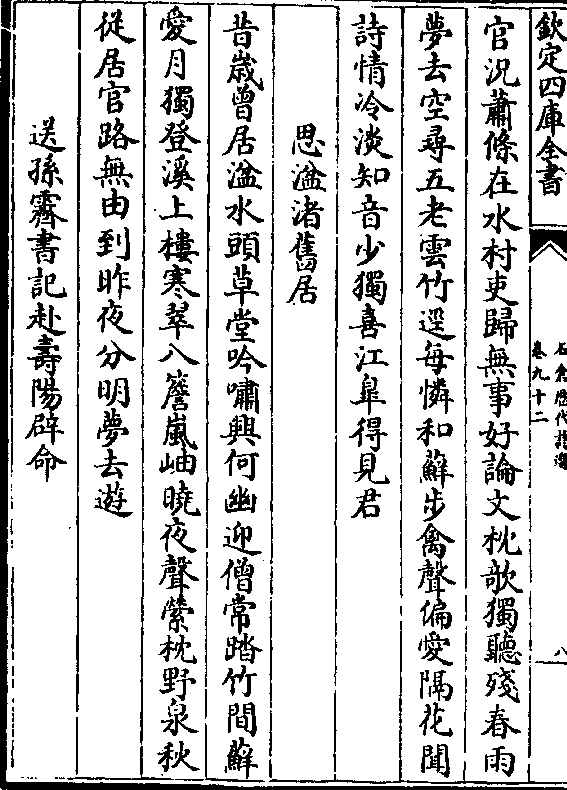 欽定四庫全書
石倉歷代詩選
卷九十二
八
官況蕭條在水村吏歸無事好論文枕欹獨聽殘春雨
夢去空尋五老雲竹逕每憐和蘚步禽聲偏愛隔花聞
詩情冷淡知音少獨喜江皐得見君
思湓渚舊居
昔嵗曾居湓水頭草堂吟嘯興何幽迎僧常踏竹間蘚
愛月獨登溪上樓寒翠入簷嵐岫曉夜聲縈枕野泉秋
從居官路無由到昨夜分明夢去遊
送孫霽書記赴壽陽辟命